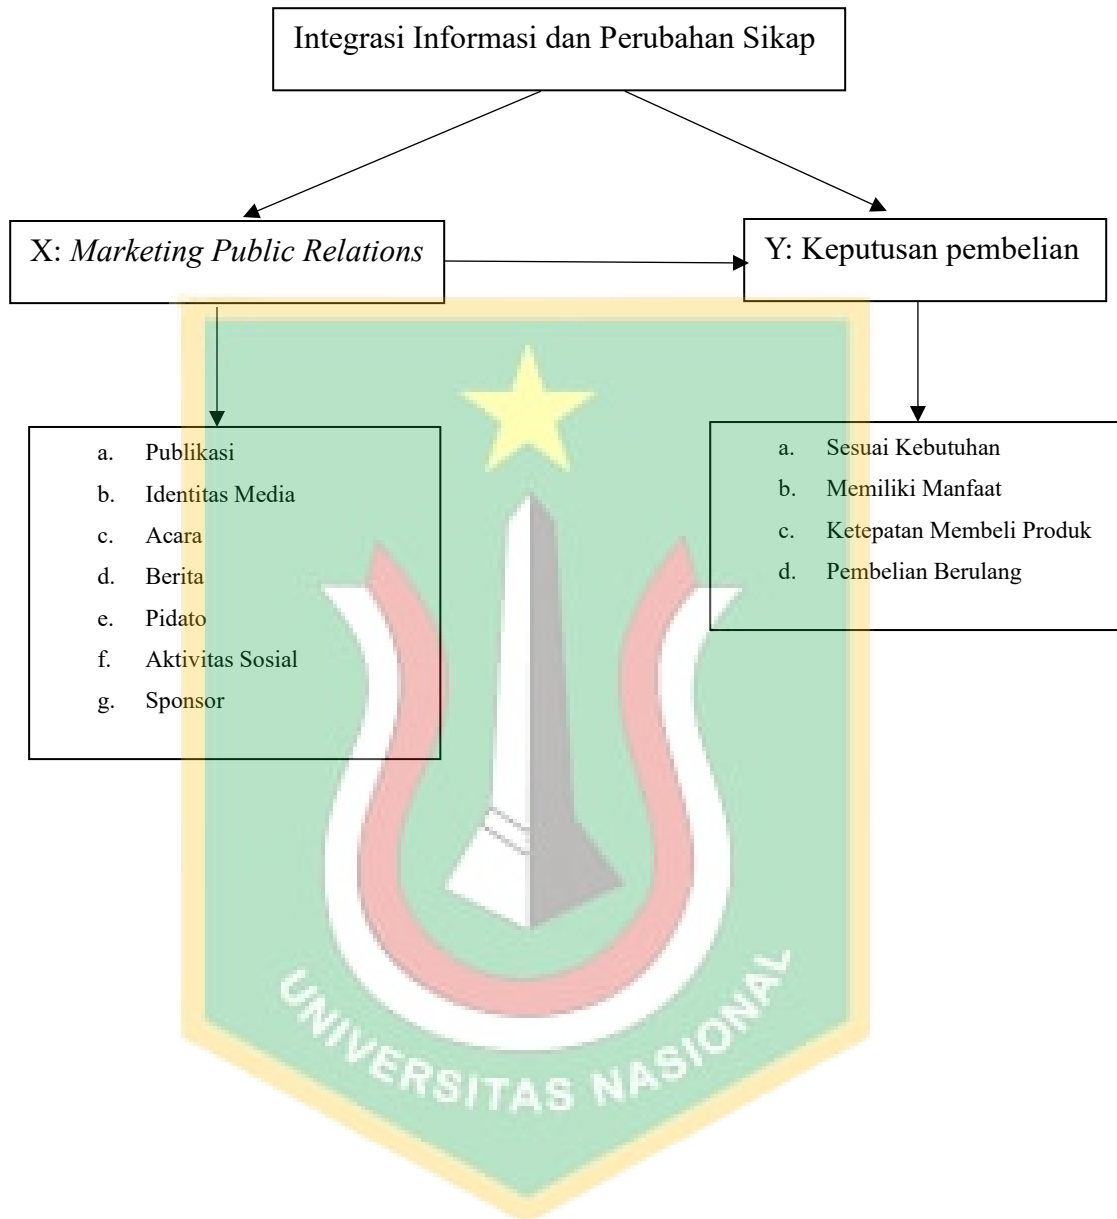 Integrasi Informasi dan Perubahan Sikap
X: Marketing Public Relations
Y: Keputusan pembelian
a. Publikasi
b. Identitas Media
c. Acara
d. Berita
e. Pidato
f. Aktivitas Sosial
g. Sponsor
a. Sesuai Kebutuhan
b. Memiliki Manfaat
c. Ketepatan Membeli Produk
d. Pembelian Berulang
UNIVERSITAS NASIONAL